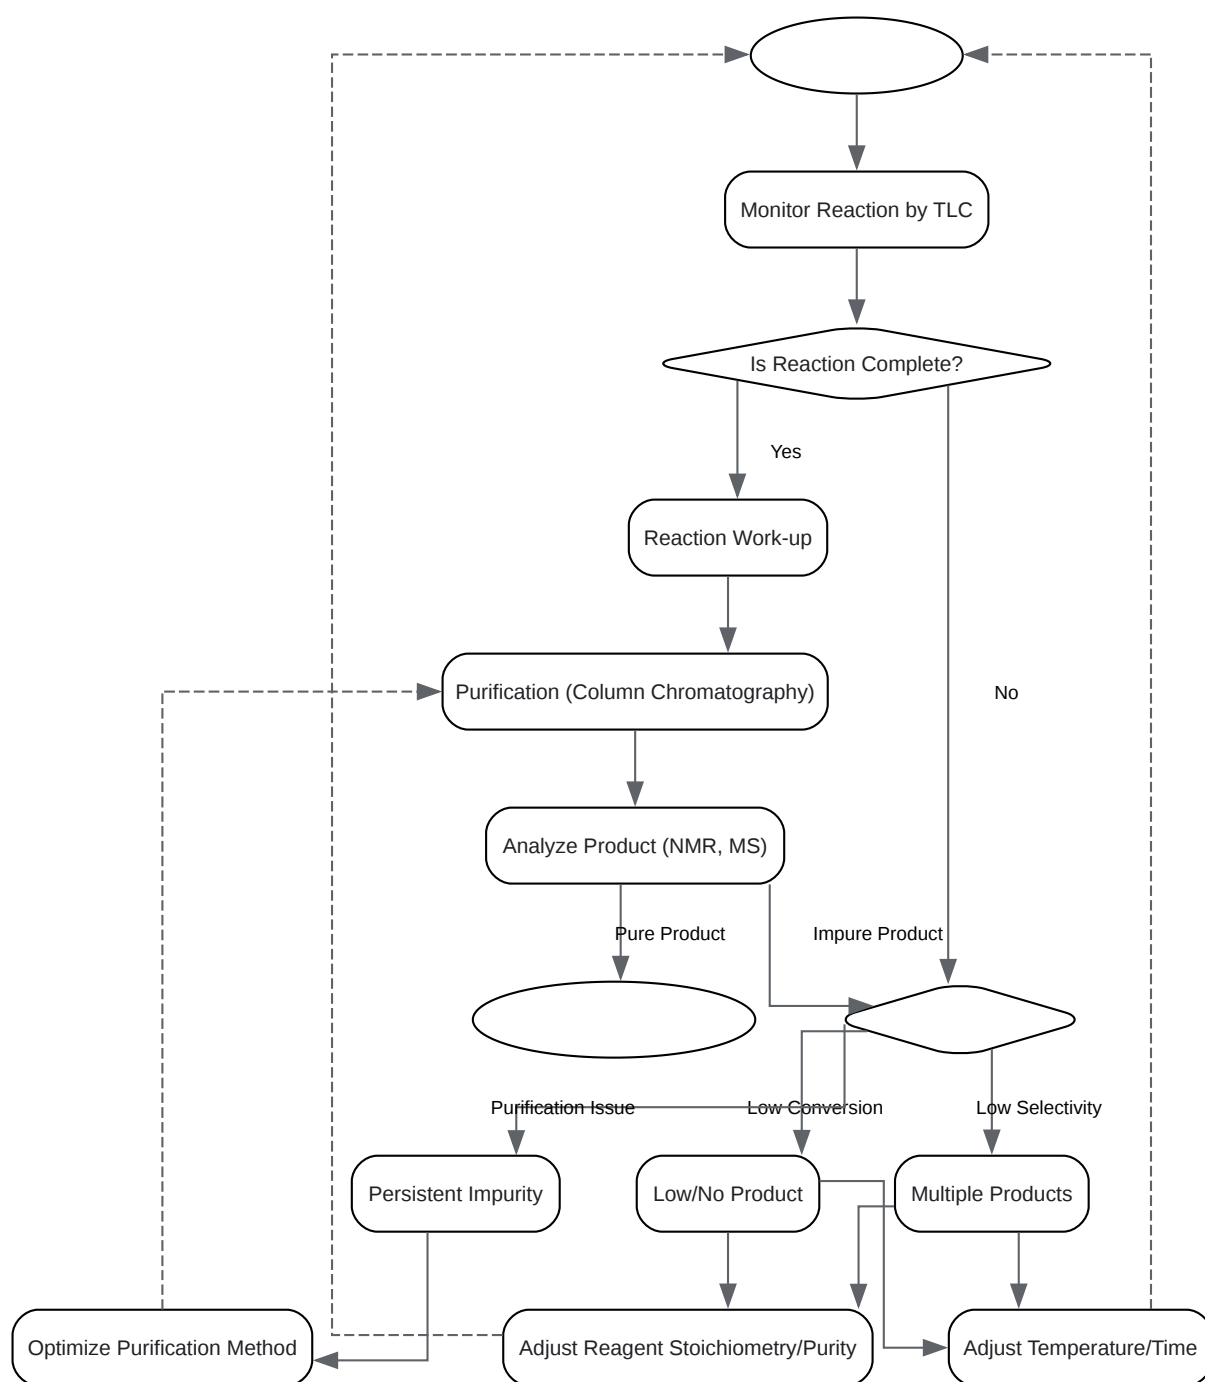 Monitor Reaction by TLC
Is Reaction Complete?
Yes
Reaction Work-up
Purification (Column Chromatography)
No
Analyze Product (NMR, MS)
Pure Product
Impure Product
Purification Issue
Low Conversion
Low Selectivity
Persistent Impurity
Low/No Product
Multiple Products
Optimize Purification Method
Adjust Reagent Stoichiometry/Purity
Adjust Temperature/Time